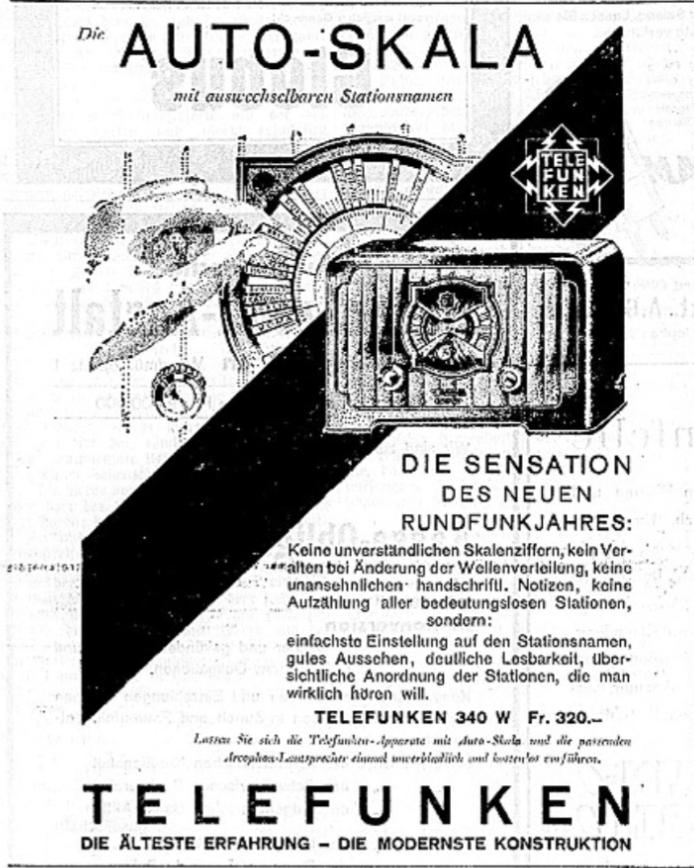 Die AUTO-SKALA
mit auswechselbaren Stationsnamen
TELE
FUN
KEN
DIE SENSATION
DES NEUEN
RUNDFUNKJAHRES:
Keine unverständlichen Skalenziffern, kein Ver-
alten bei Änderung der Wellenverteilung, keine
unansehnlichen handschriftl. Notizen, keine
Aufzählung aller bedeutungslosen Stationen,
sondern:
einfachste Einstellung auf den Stationsnamen,
gutes Aussehen, deutliche Lesbarkeit, über-
sichtliche Anordnung der Stationen, die man
wirklich hören will.
TELEFUNKEN 340 W Fr. 320.–
Lassen Sie sich die Telefunken-Apparate mit Auto-Skala und die passenden
Arcophon-Lautsprecher einmal unverbindlich und kostenlos vorführen.
TELEFUNKEN
DIE ÄLTESTE ERFAHRUNG – DIE MODERNSTE KONSTRUKTION